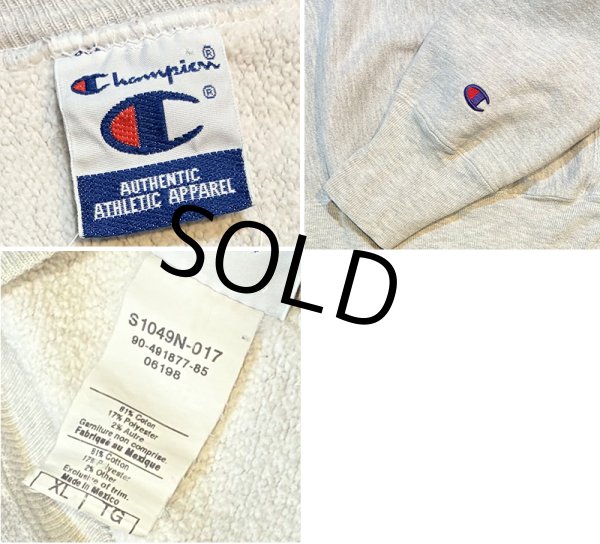 Champion®
®
AUTHENTIC
ATHLETIC APPAREL
SOLD
S1049N-017
90-491877-85
06198
81% Coton
17% Polyester
2% Autre
Garniture non comprise.
Fabriqué au Mexique
81% Cotton
17% Polyester
2% Other
Exclusive of trim.
Made in Mexico
XL TG